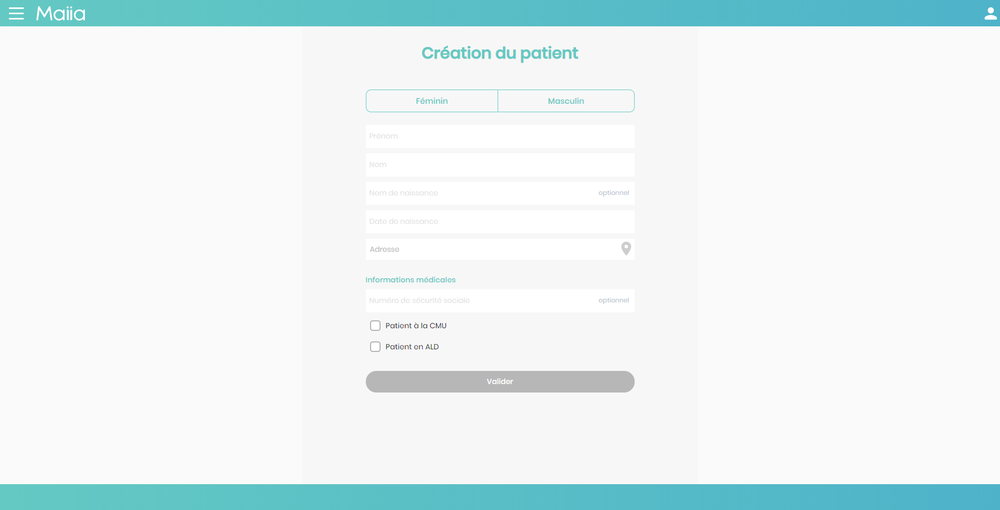 Maiia
Création du patient
Féminin Masculin
Prénom
Nom
Nom de naissance optionnel
Date de naissance
Adresse
Informations médicales
Numéro de sécurité sociale optionnel
Patient à la CMU
Patient en ALD
Valider